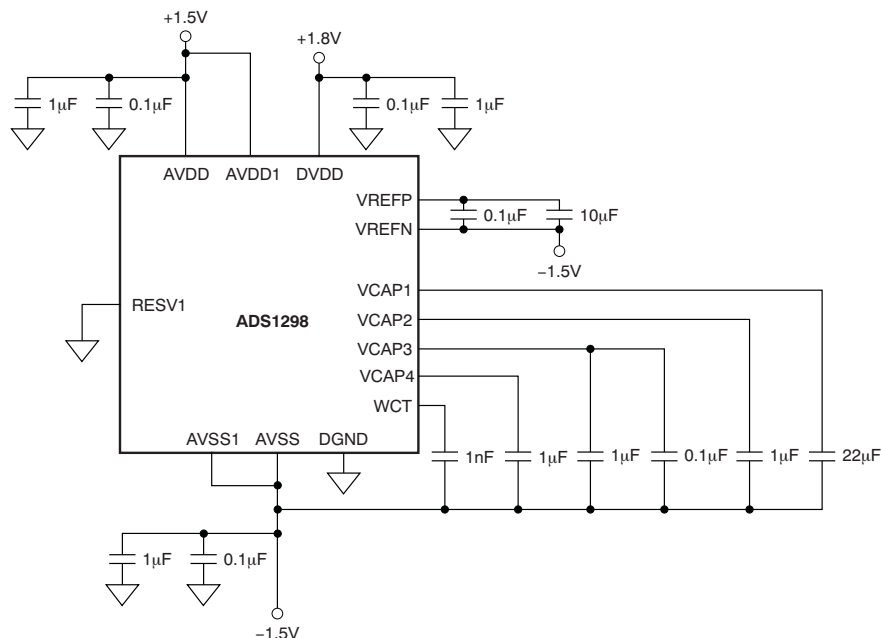 +1.5V
+1.8V
1μF
0.1μF
0.1μF
1μF
AVDD
AVDD1
DVDD
VREFP
VREFN
0.1μF
10μF
−1.5V
RESV1
ADS1298
VCAP1
VCAP2
VCAP3
VCAP4
WCT
AVSS1
AVSS
DGND
1nF
1μF
1μF
0.1μF
1μF
22μF
1μF
0.1μF
−1.5V